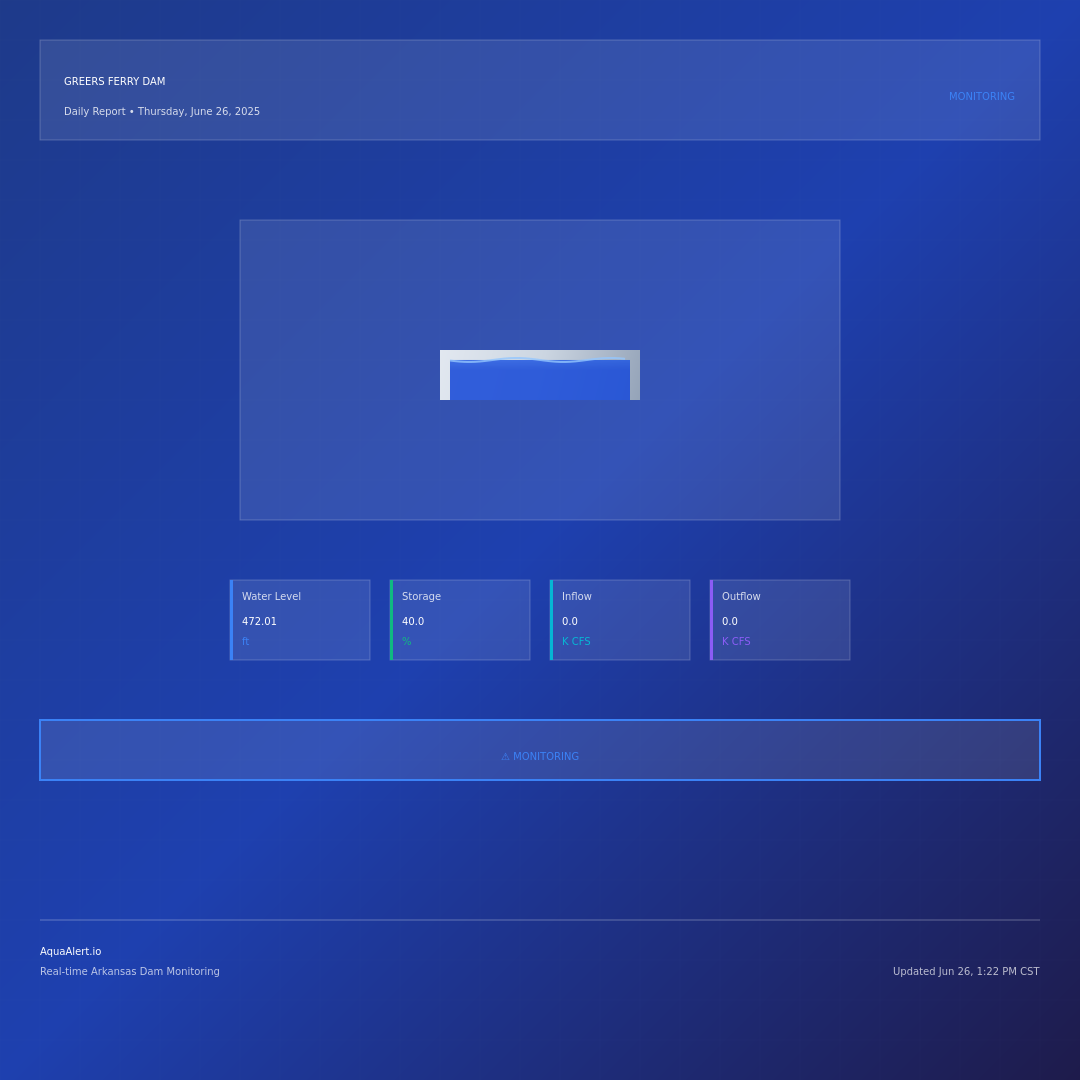 GREERS FERRY DAM
Daily Report • Thursday, June 26, 2025
MONITORING
Water Level
472.01
ft
Storage
40.0
%
Inflow
0.0
K CFS
Outflow
0.0
K CFS
⚠ MONITORING
AquaAlert.io
Real-time Arkansas Dam Monitoring
Updated Jun 26, 1:22 PM CST